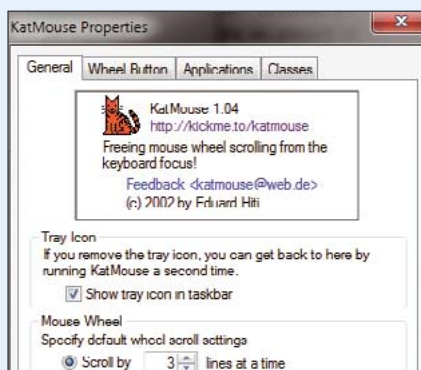 KatMouse Properties
General Wheel Button Applications Classes
KatMouse 1.04
http://kickme.to/katmouse
Freeing mouse wheel scrolling from the
keyboard focus!
Feedback <katmouse@web.de>
(c) 2002 by Eduard Hiti
Tray Icon
If you remove the tray icon, you can get back to here by
running KatMouse a second time.
Show tray icon in taskbar
Mouse Wheel
Specify default wheel scroll settings
Scroll by 3 lines at a time